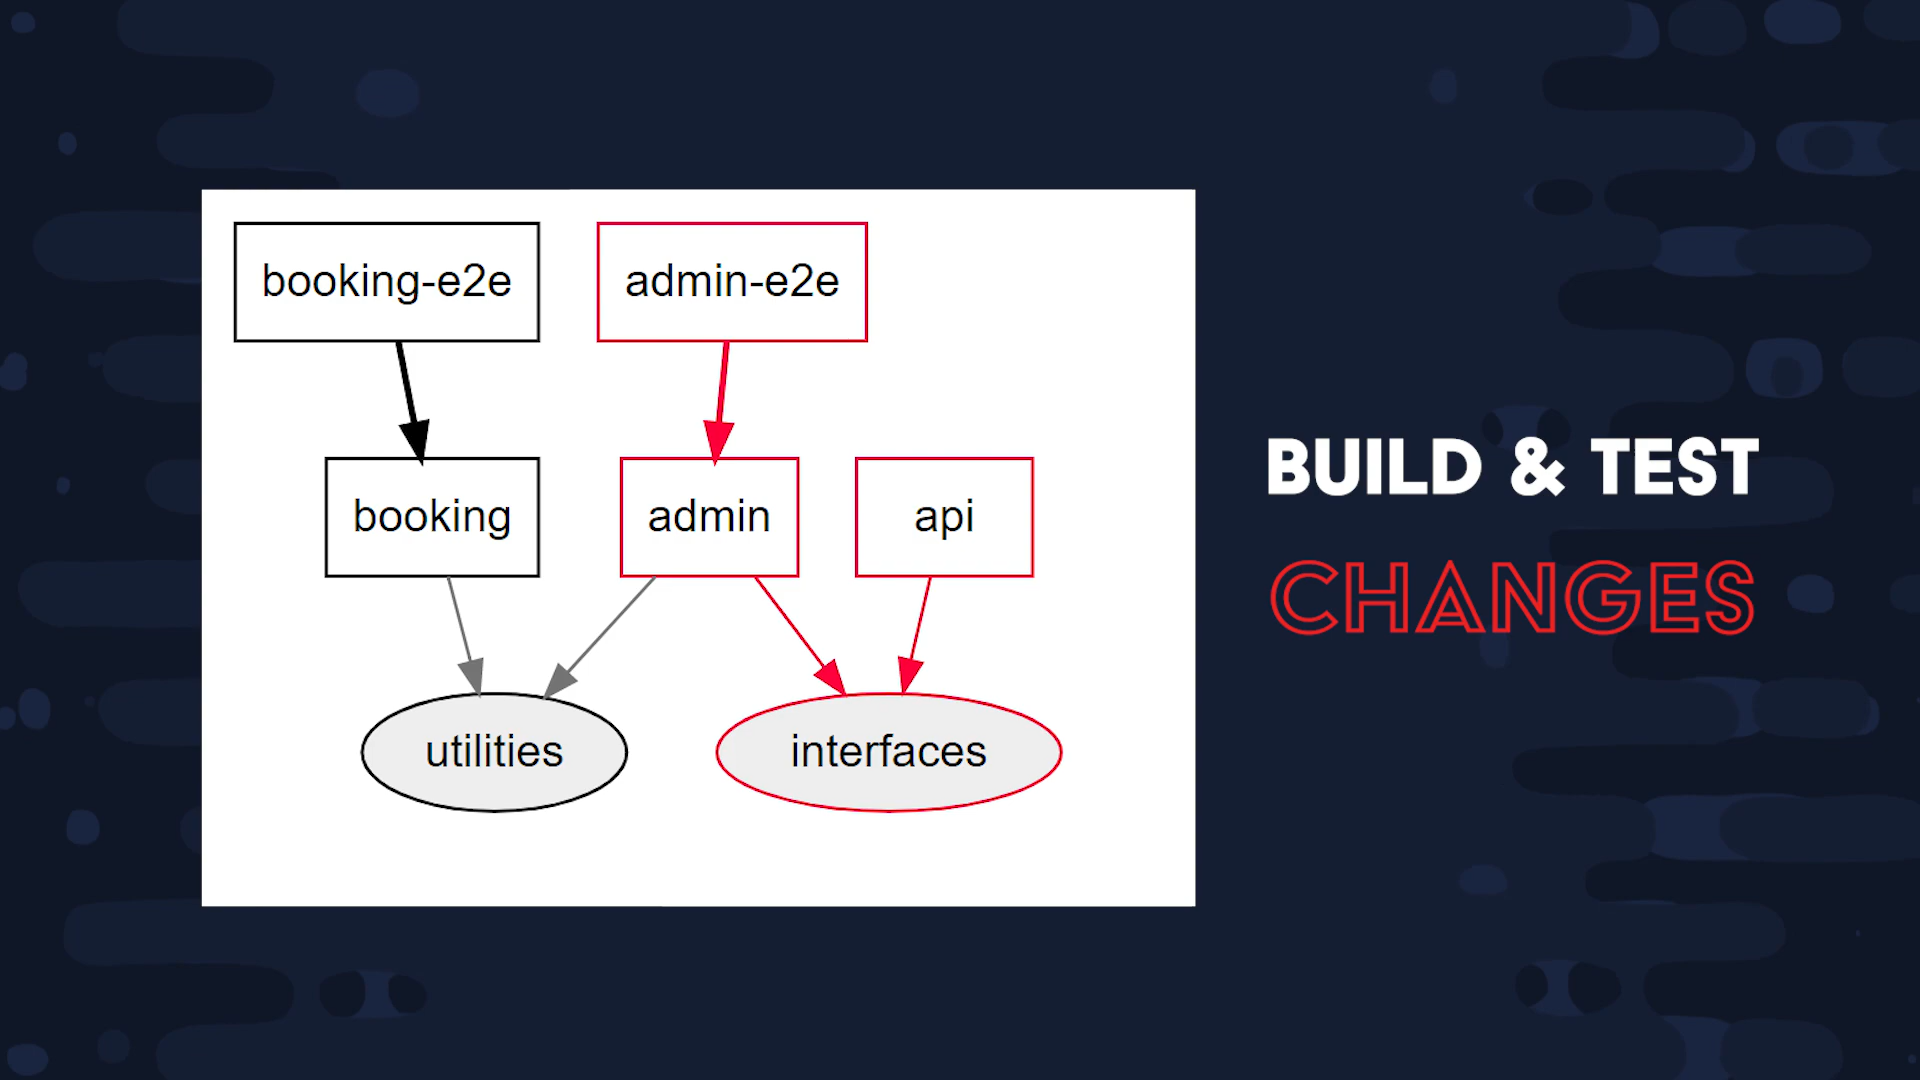 booking-e2e
admin-e2e
booking
admin
api
utilities
interfaces
BUILD & TEST
CHANGES